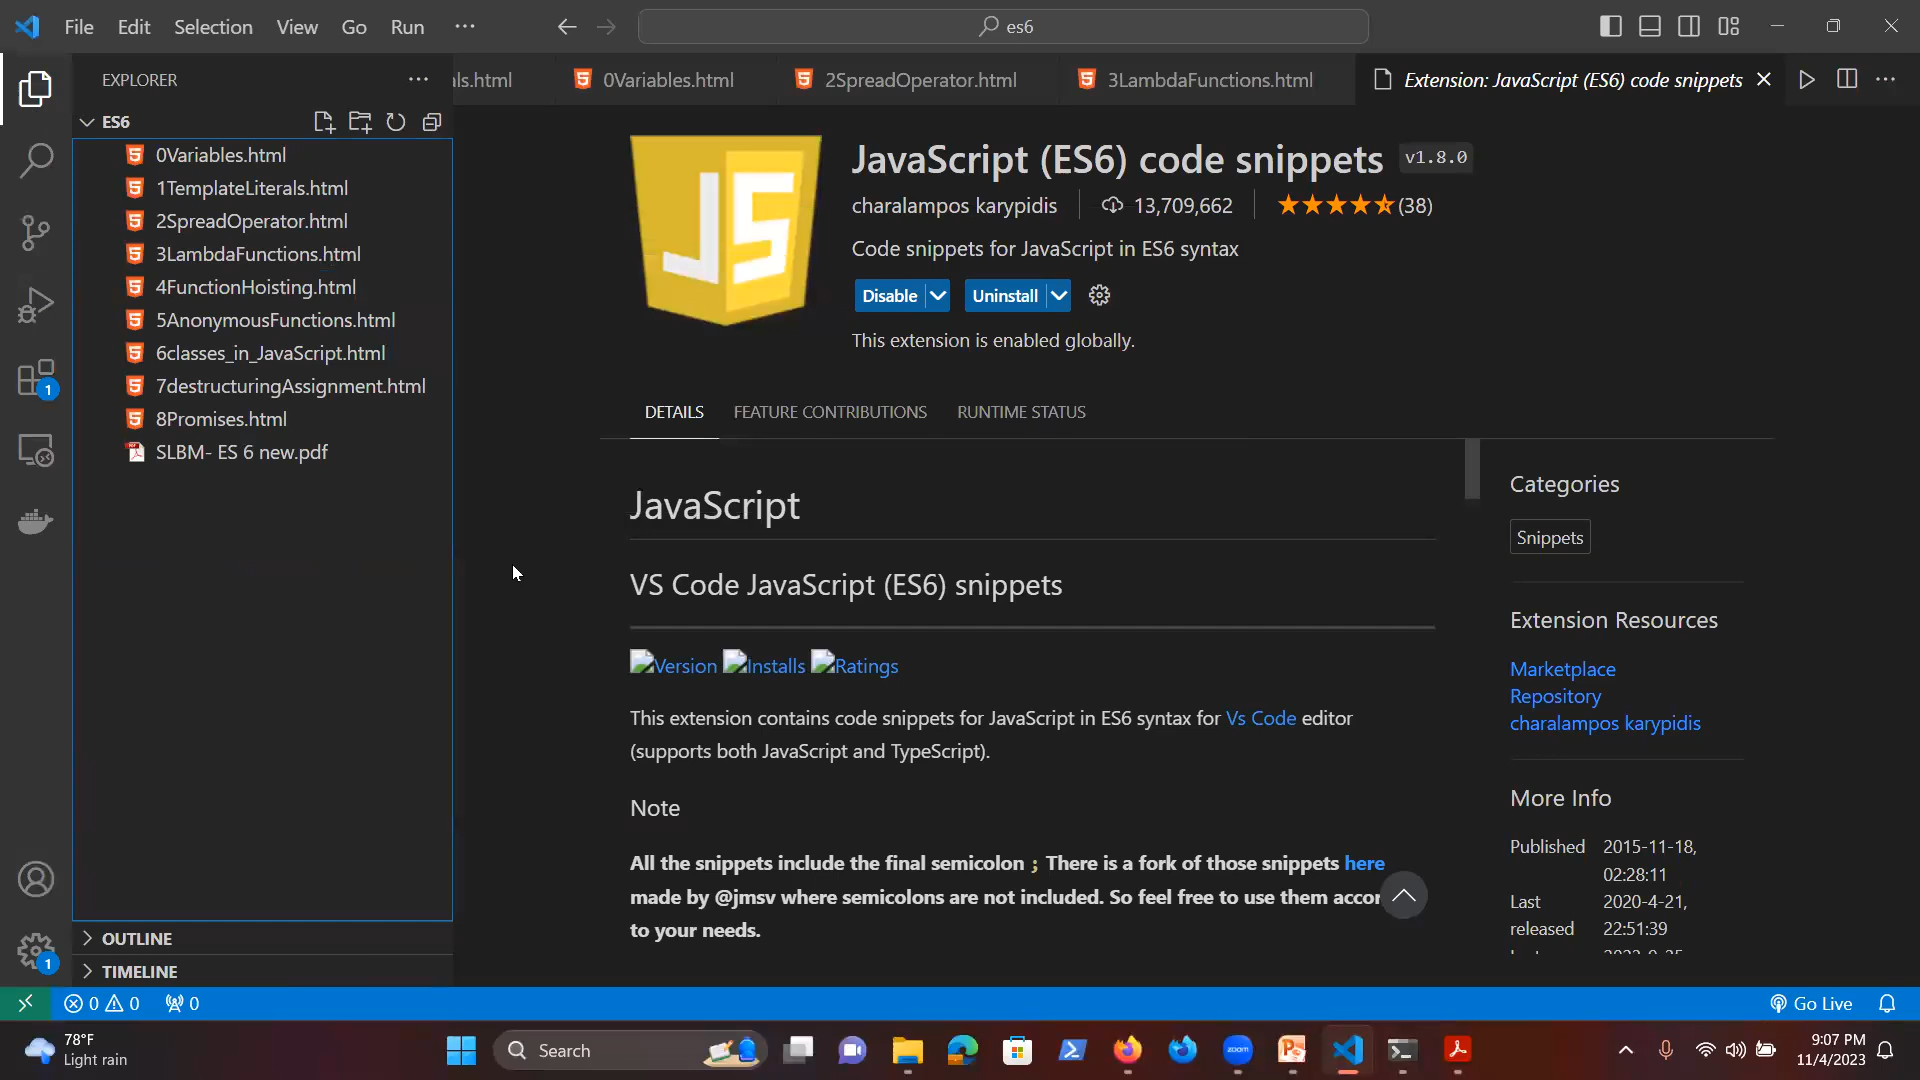 File Edit Selection View Go Run ··· es6
EXPLORER ···
ls.html 0Variables.html 2SpreadOperator.html 3LambdaFunctions.html Extension: JavaScript (ES6) code snippets
ES6
0Variables.html
1TemplateLiterals.html
2SpreadOperator.html
3LambdaFunctions.html
4FunctionHoisting.html
5AnonymousFunctions.html
6classes_in_JavaScript.html
7destructuringAssignment.html
8Promises.html
SLBM- ES 6 new.pdf
OUTLINE
TIMELINE
1
1
JS
JavaScript (ES6) code snippets v1.8.0
charalampos karypidis 13,709,662 (38)
Code snippets for JavaScript in ES6 syntax
Disable Uninstall
This extension is enabled globally.
DETAILS FEATURE CONTRIBUTIONS RUNTIME STATUS
JavaScript
VS Code JavaScript (ES6) snippets
Version Installs Ratings
This extension contains code snippets for JavaScript in ES6 syntax for Vs Code editor
(supports both JavaScript and TypeScript).
Note
All the snippets include the final semicolon ; There is a fork of those snippets here
made by @jmsv where semicolons are not included. So feel free to use them accor
to your needs.
Categories
Snippets
Extension Resources
Marketplace
Repository
charalampos karypidis
More Info
Published 2015-11-18,
02:28:11
Last 2020-4-21,
released 22:51:39
0 0 0 Go Live
78°F
Light rain
Search
zoom
9:07 PM
11/4/2023